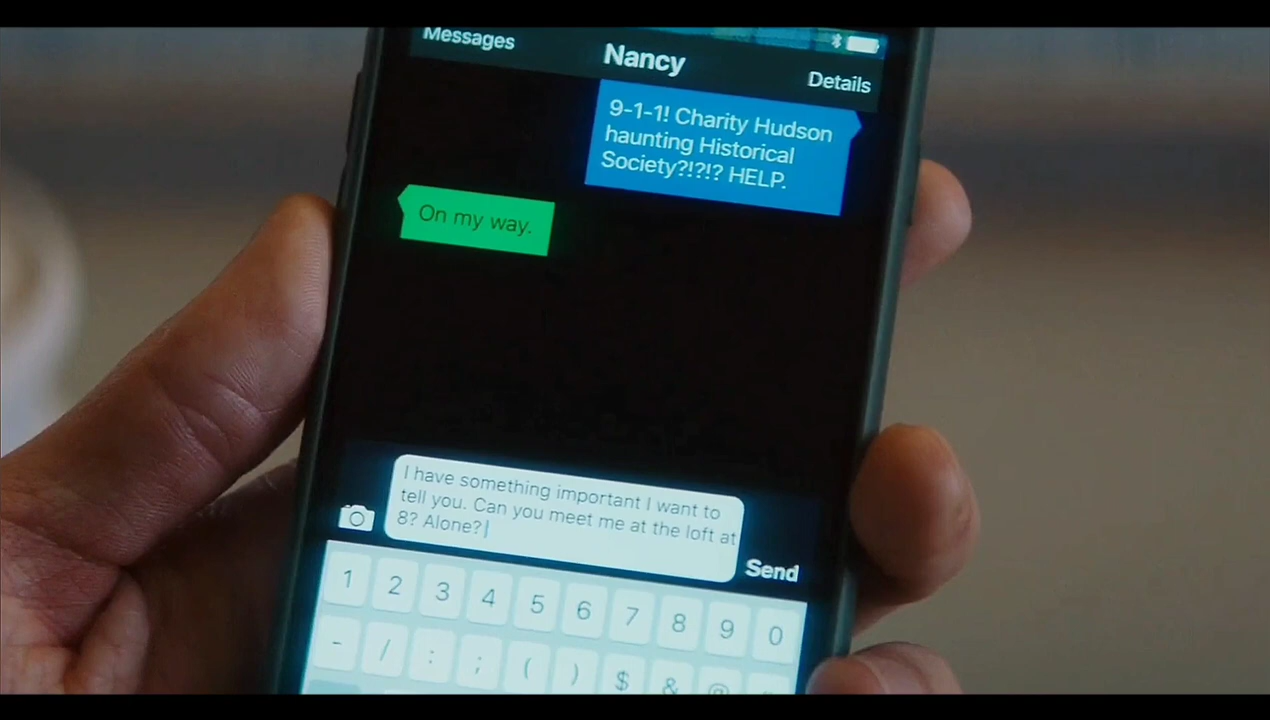 Messages
Nancy
Details
9-1-1! Charity Hudson
haunting Historical
Society?!?!? HELP.
On my way.
I have something important I want to
tell you. Can you meet me at the loft at
8? Alone?
Send
1 2 3 4 5 6 7 8 9 0
- / : ; ( ) $ & @